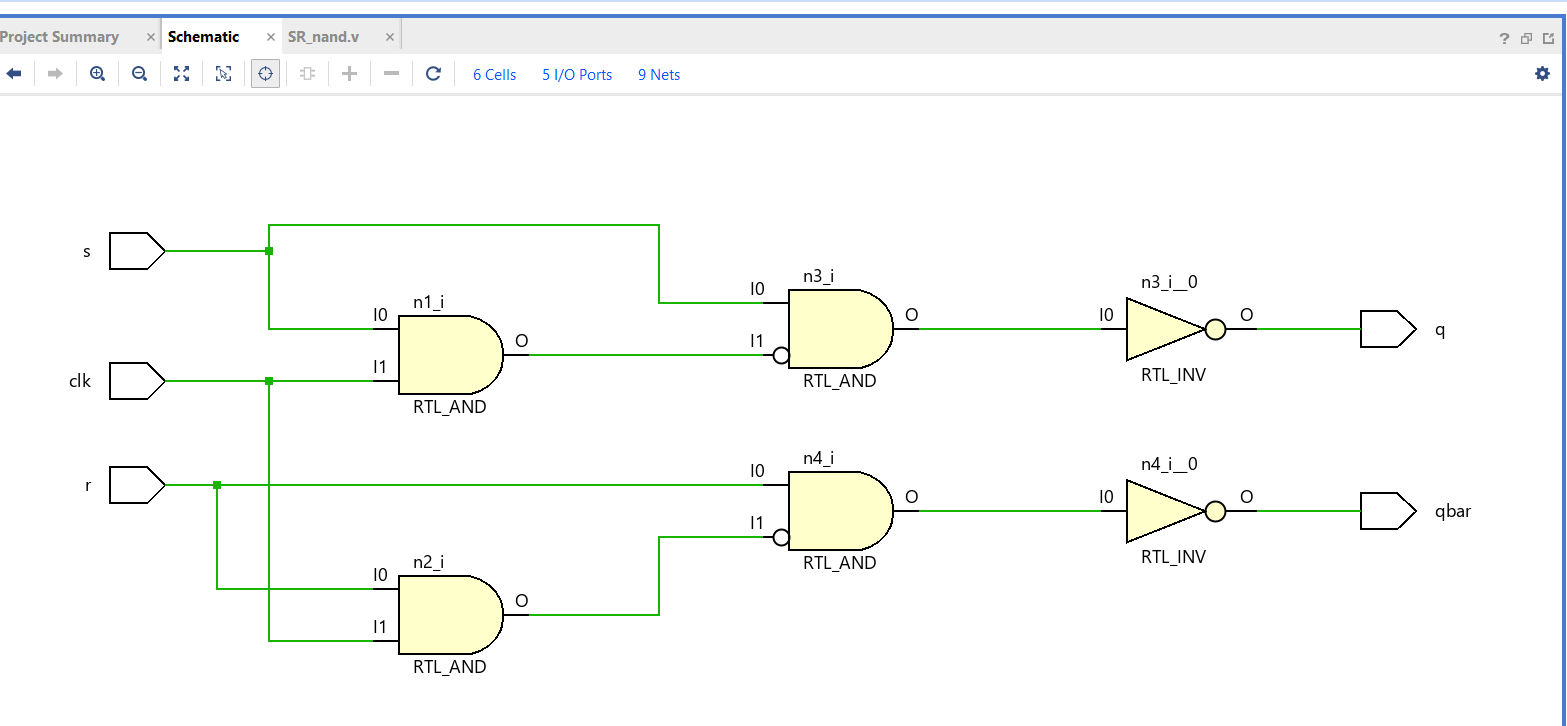 Project Summary × Schematic × SR_nand.v ×
?
6 Cells 5 I/O Ports 9 Nets
s
clk
r
I0
I1
n1_i
O
RTL_AND
I0
I1
n2_i
O
RTL_AND
I0
I1
n3_i
O
RTL_AND
I0
I1
n4_i
O
RTL_AND
I0
n3_i__0
O
RTL_INV
q
I0
n4_i__0
O
RTL_INV
qbar